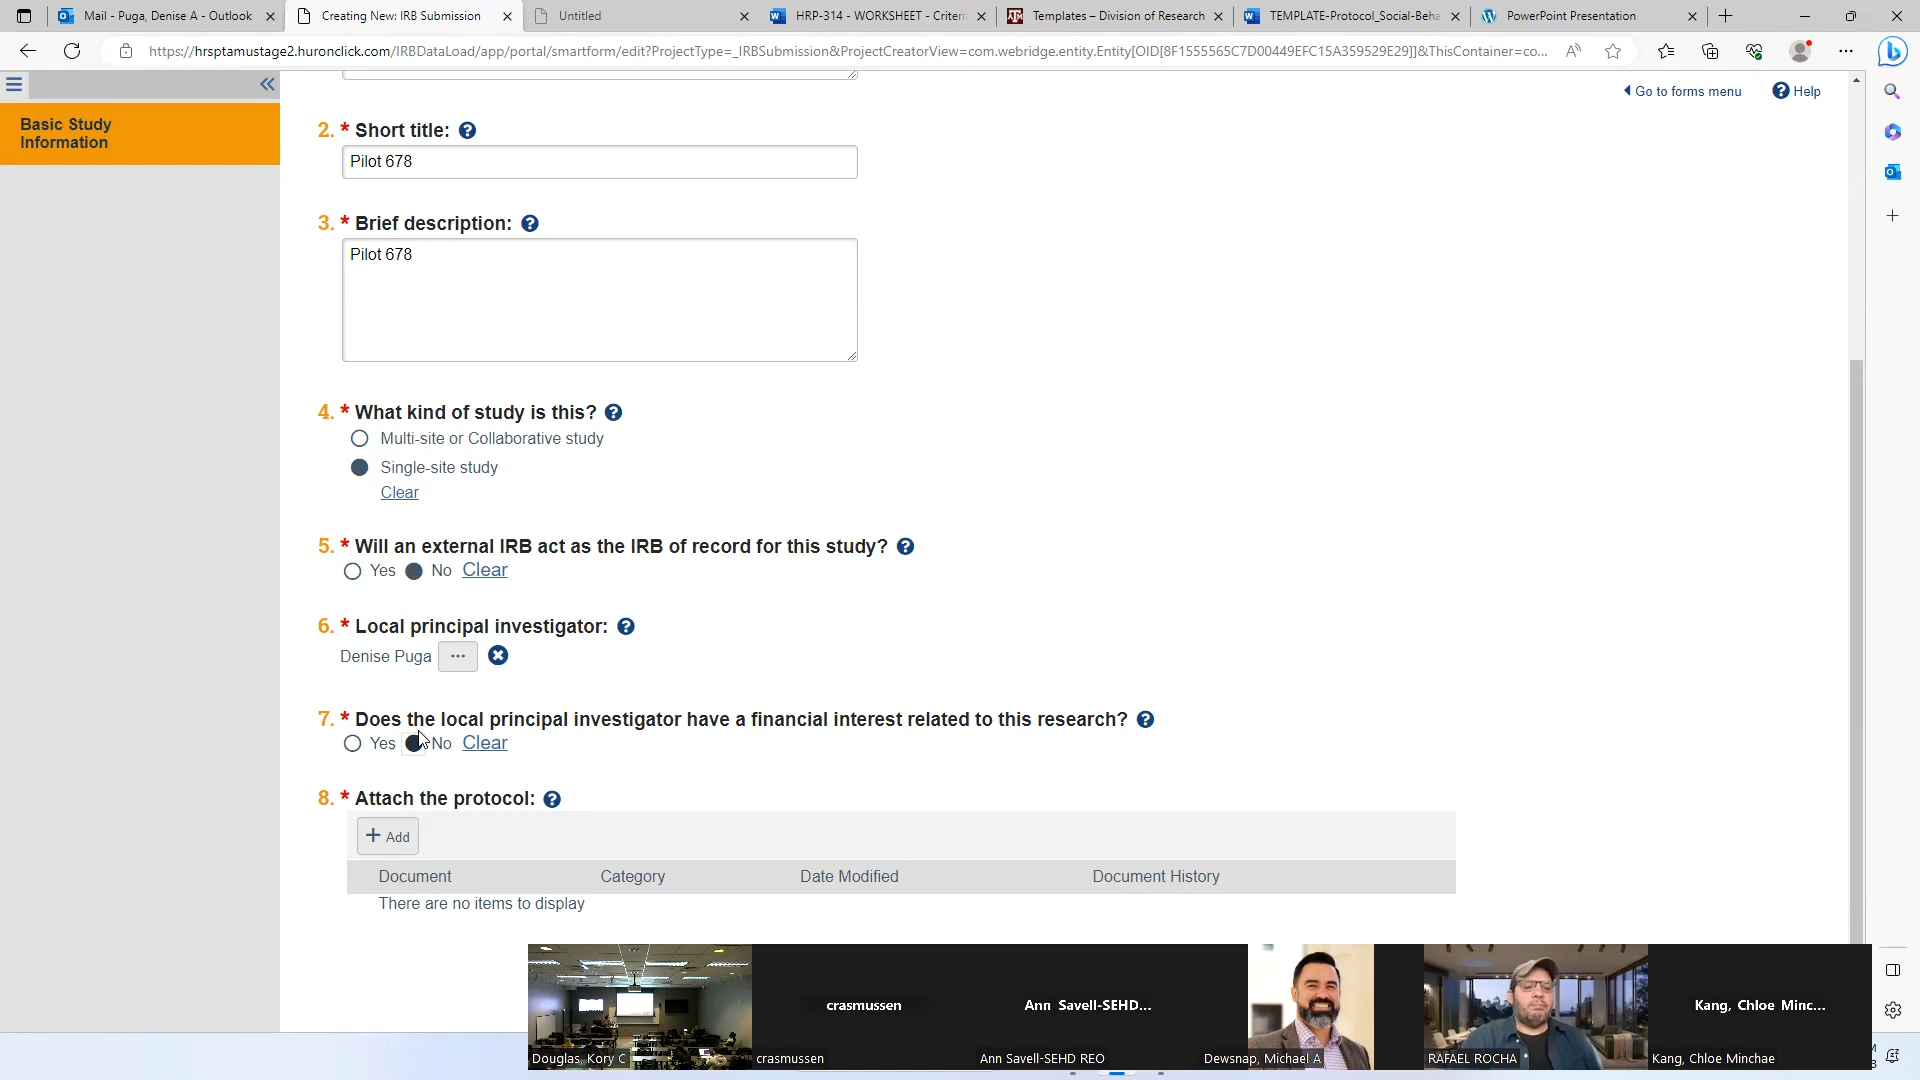 Mail - Puga, Denise A - Outlook
Creating New: IRB Submission
Untitled
HRP-314 - WORKSHEET - Criteri
Templates – Division of Research
TEMPLATE-Protocol_Social-Beha
PowerPoint Presentation
https://hrsptamustage2.huronclick.com/IRBDataLoad/app/portal/smartform/edit?ProjectType=_IRBSubmission&ProjectCreatorView=com.webridge.entity.Entity[OID[8F1555565C7D00449EFC15A359529E29]]&ThisContainer=co...
Go to forms menu
Help
Basic Study
Information
2. * Short title:
Pilot 678
3. * Brief description:
Pilot 678
4. * What kind of study is this?
Multi-site or Collaborative study
Single-site study
Clear
5. * Will an external IRB act as the IRB of record for this study?
Yes No Clear
6. * Local principal investigator:
Denise Puga ...
7. * Does the local principal investigator have a financial interest related to this research?
Yes No Clear
8. * Attach the protocol:
+ Add
Document Category Date Modified Document History
There are no items to display
crasmussen
Ann Savell-SEHD...
Kang, Chloe Minc...
Douglas, Kory C
crasmussen
Ann Savell-SEHD REO
Dewsnap, Michael A
RAFAEL ROCHA
Kang, Chloe Minchae